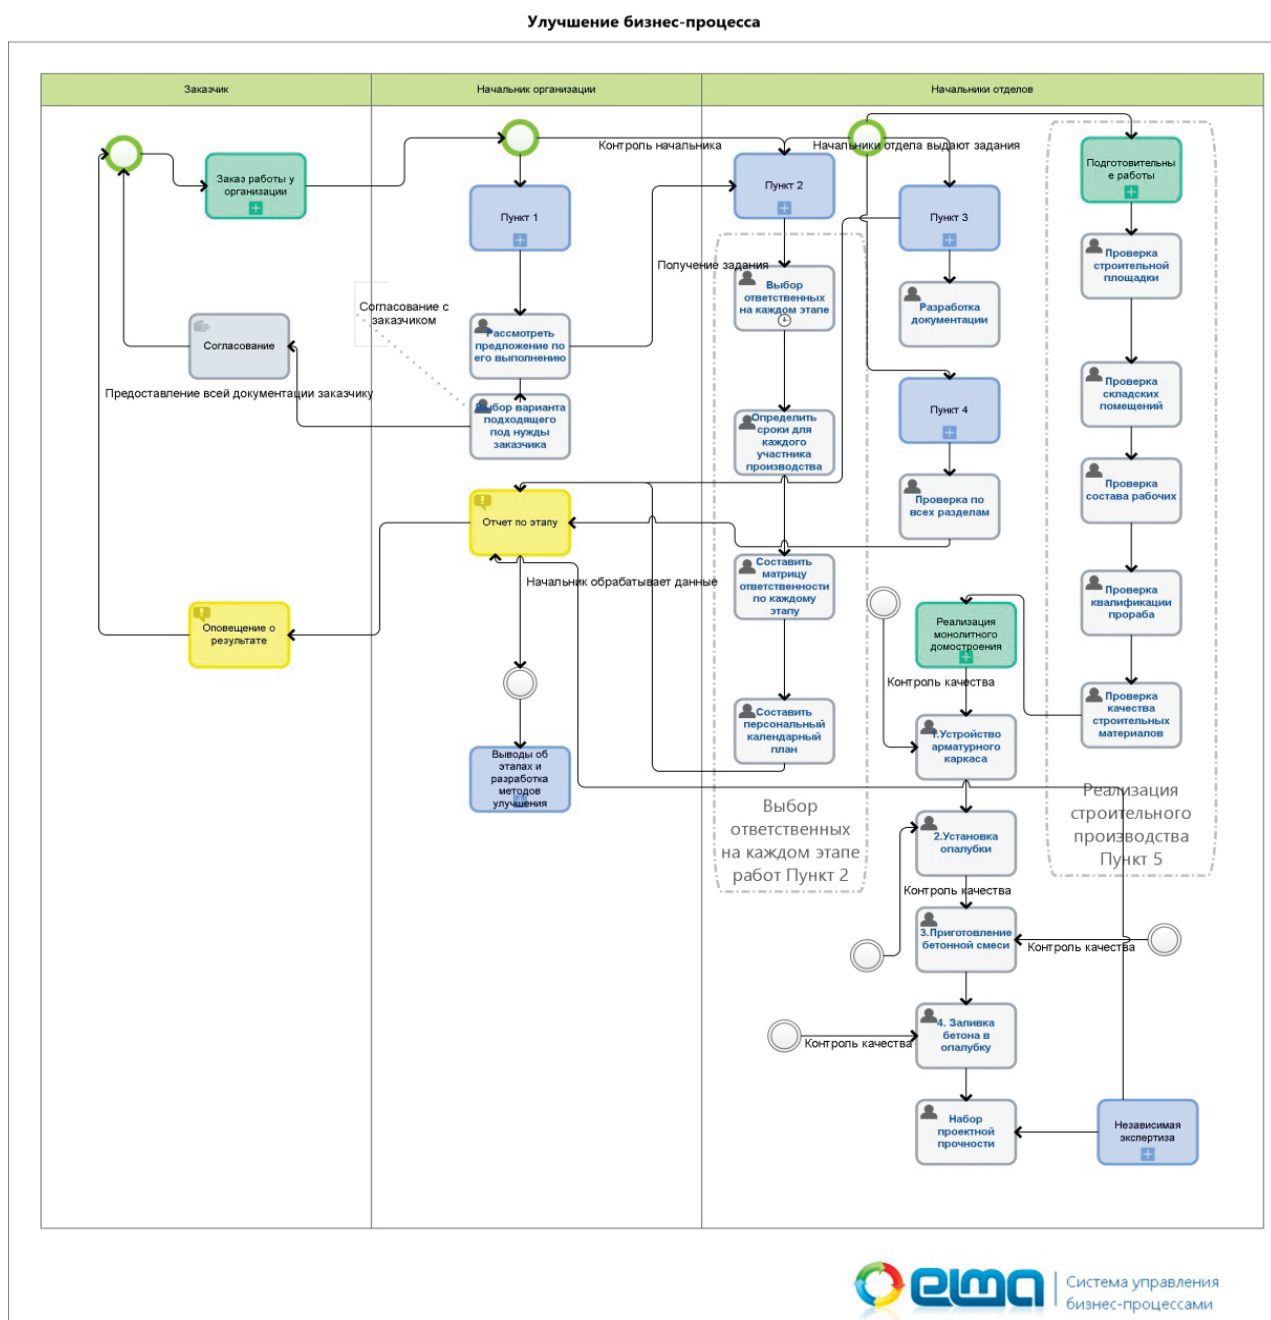 Улучшение бизнес-процесса
Заказчик
Начальник организации
Начальники отделов
Заказ работы у
организации
Согласование
Предоставление всей документации заказчику
Оповещение о
результате
Пункт 1
Согласование с
заказчиком
Рассмотреть
предложение по
его выполнению
Выбор варианта
подходящего
под нужды
заказчика
Отчет по этапу
Начальник обрабатывает данные
Выводы об
этапах и
разработка
методов
улучшения
Контроль начальника
Получение задания
Пункт 2
Выбор
ответственных
на каждом этапе
Определить
сроки для
каждого
участника
производства
Составить
матрицу
ответственности
по каждому
этапу
Составить
персональный
календарный
план
Выбор
ответственных
на каждом этапе
работ Пункт 2
Начальники отдела выдают задания
Пункт 3
Разработка
документации
Пункт 4
Проверка по
всех разделам
Реализация
монолитного
домостроения
Контроль качества
1.Устройство
арматурного
каркаса
2.Установка
опалубки
Контроль качества
3.Приготовление
бетонной смеси
Контроль качества
4. Заливка
бетона в
опалубку
Контроль качества
Набор
проектной
прочности
Подготовительны
е работы
Проверка
строительной
площадки
Проверка
складских
помещений
Проверка
состава рабочих
Проверка
квалификации
прораба
Проверка
качества
строительных
материалов
Реализация
строительного
производства
Пункт 5
Независимая
экспертиза
elma
Система управления
бизнес-процессами